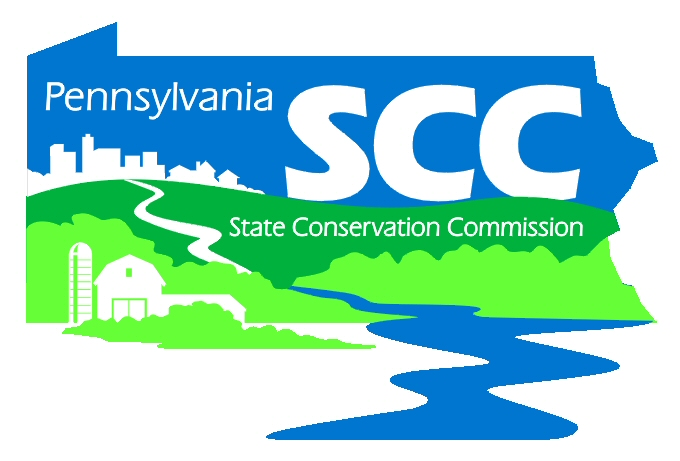 Pennsylvania
SCC
State Conservation Commission